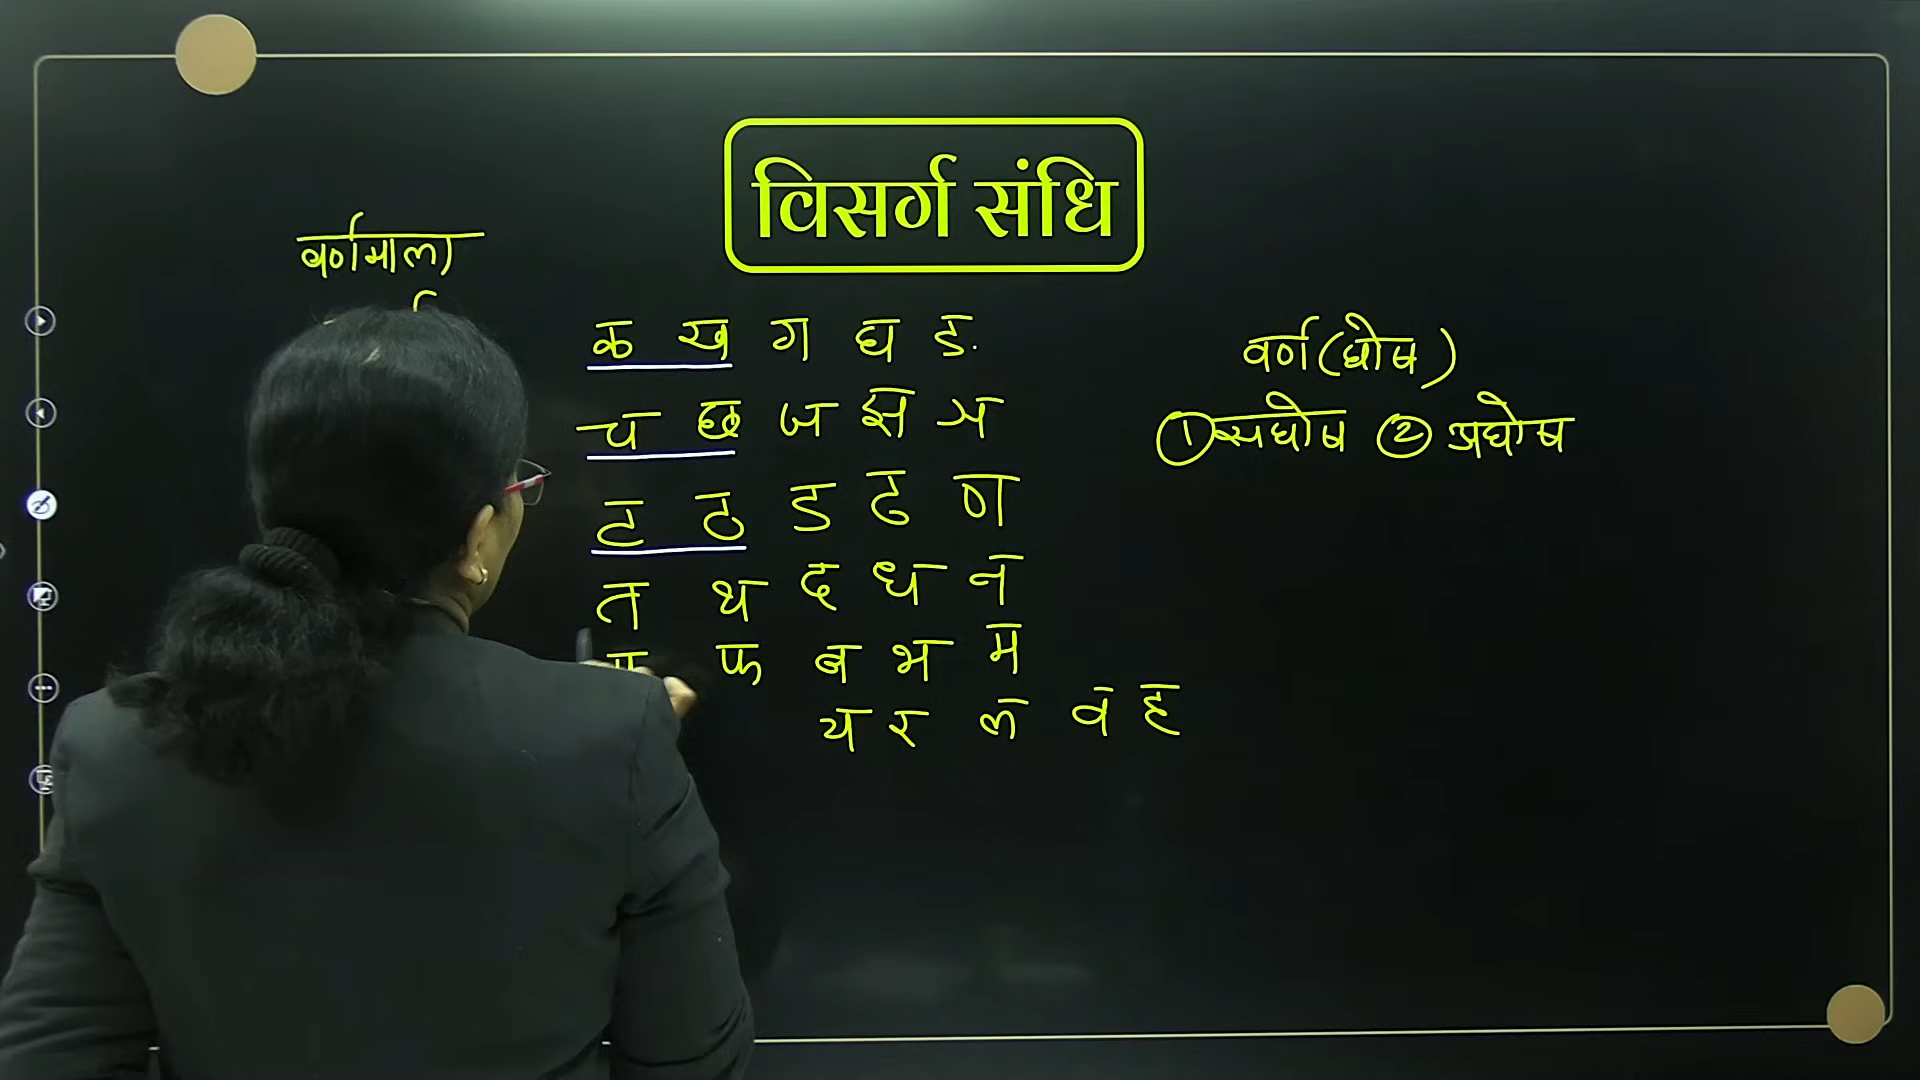 विसर्ग संधि
वर्णमाला
क ख ग घ ङ
च छ ज झ ञ
ट ठ ड ढ ण
त थ द ध न
फ ब भ म
य र ल व ह
वर्ण (घोष)
① सघोष ② अघोष